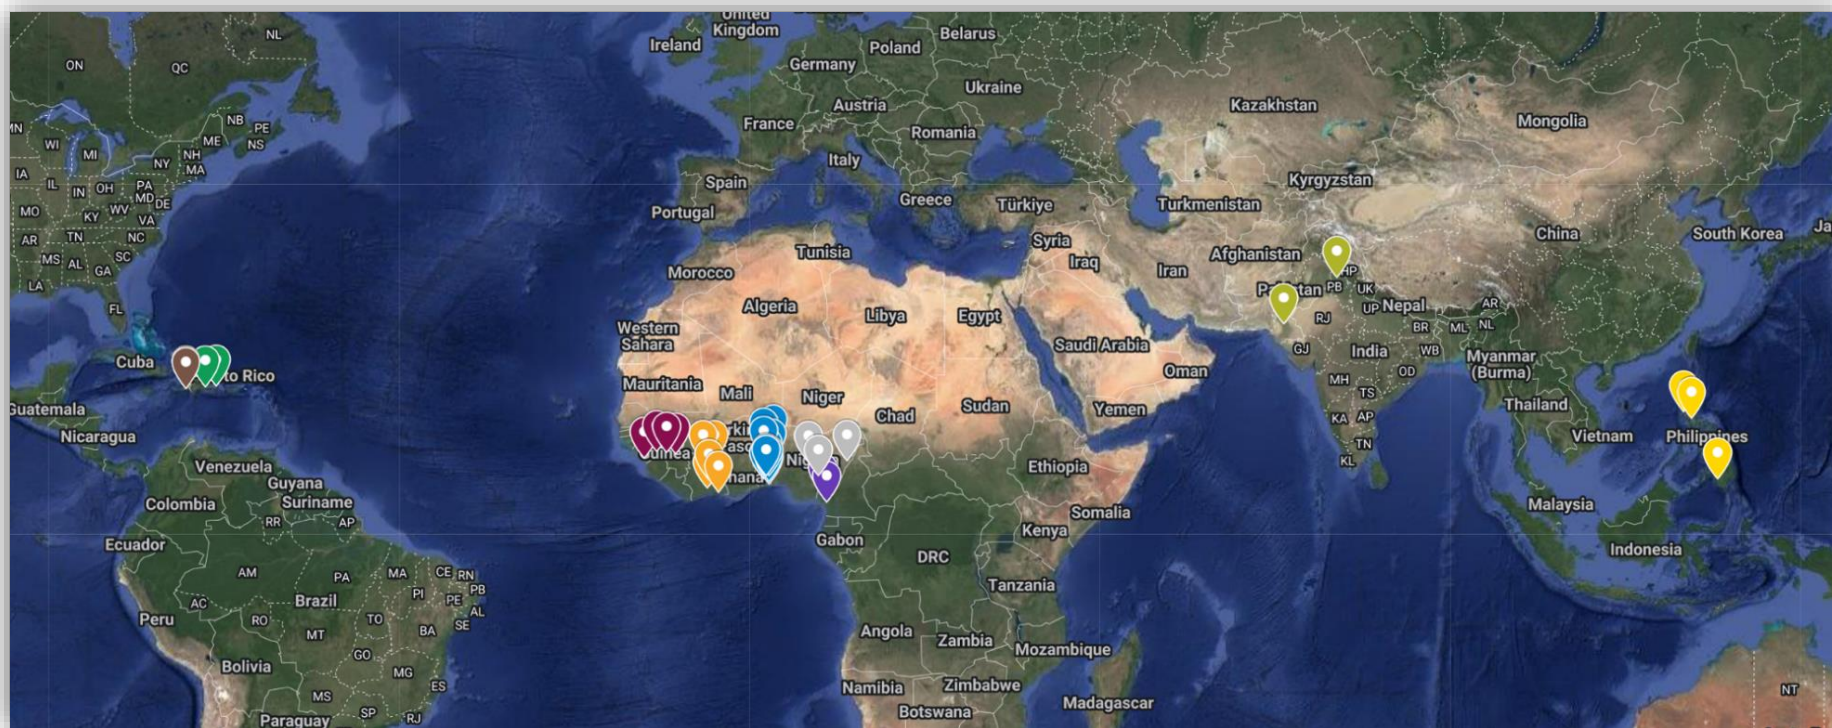 NL
United
Kingdom
Ireland
Belarus
Poland
ON
QC
Germany
Ukraine
Kazakhstan
Austria
NB
PE
France
Romania
Mongolia
MN
WI
ME
NS
MI
NH
NY
MA
Italy
IA
IL
IN
OH
PA
MD
DE
Spain
Greece
Türkiye
Kyrgyzstan
Turkmenistan
MO
KY
WV
VA
Portugal
AR
TN
NC
Syria
China
South Korea
Ja
MS
AL
GA
SC
Tunisia
Afghanistan
Morocco
Iraq
Iran
HP
LA
FL
Algeria
Libya
Egypt
PB
UK
Nepal
UP
AR
RJ
BR
ML
NL
Western
Sahara
Saudi Arabia
GJ
India
WB
Myanmar
(Burma)
Cuba
to Rico
Oman
OD
Mauritania
Mali
Niger
Sudan
MH
TS
Thailand
Guatemala
Chad
Yemen
KA
AP
Nicaragua
TN
Vietnam
Philippines
KL
Venezuela
Ethiopia
Guyana
Suriname
Colombia
Malaysia
RR
AP
Somalia
Kenya
Ecuador
Gabon
DRC
Indonesia
AM
PA
MA
CE
RN
Tanzania
PB
PI
PE
AC
Brazil
AL
Peru
RO
TO
SE
MT
BA
Angola
Zambia
Mozambique
GO
Bolivia
MG
ES
MS
Namibia
Zimbabwe
Madagascar
NT
SP
RJ
Paraguay
Botswana